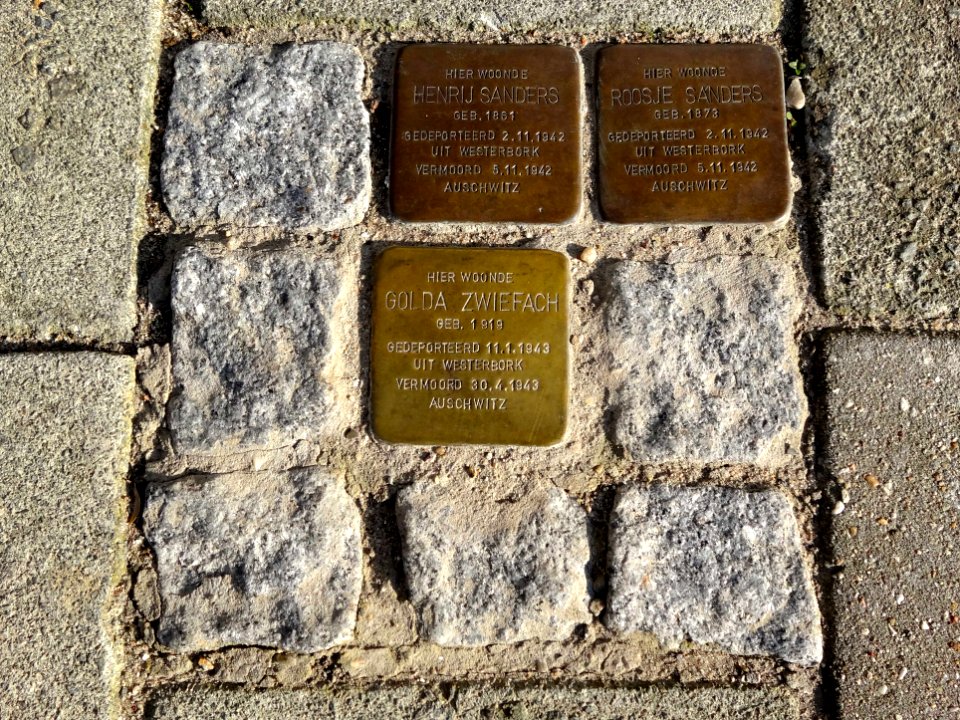 HIER WOONDE
HENRIJ SANDERS
GEB. 1861
GEDEPORTEERD 2.11.1942
UIT WESTERBORK
VERMOORD 5.11.1942
AUSCHWITZ
HIER WOONDE
ROOSJE SANDERS
GEB. 1873
GEDEPORTEERD 2.11.1942
UIT WESTERBORK
VERMOORD 5.11.1942
AUSCHWITZ
HIER WOONDE
GOLDA ZWIEFACH
GEB. 1919
GEDEPORTEERD 11.1.1943
UIT WESTERBORK
VERMOORD 30.4.1943
AUSCHWITZ